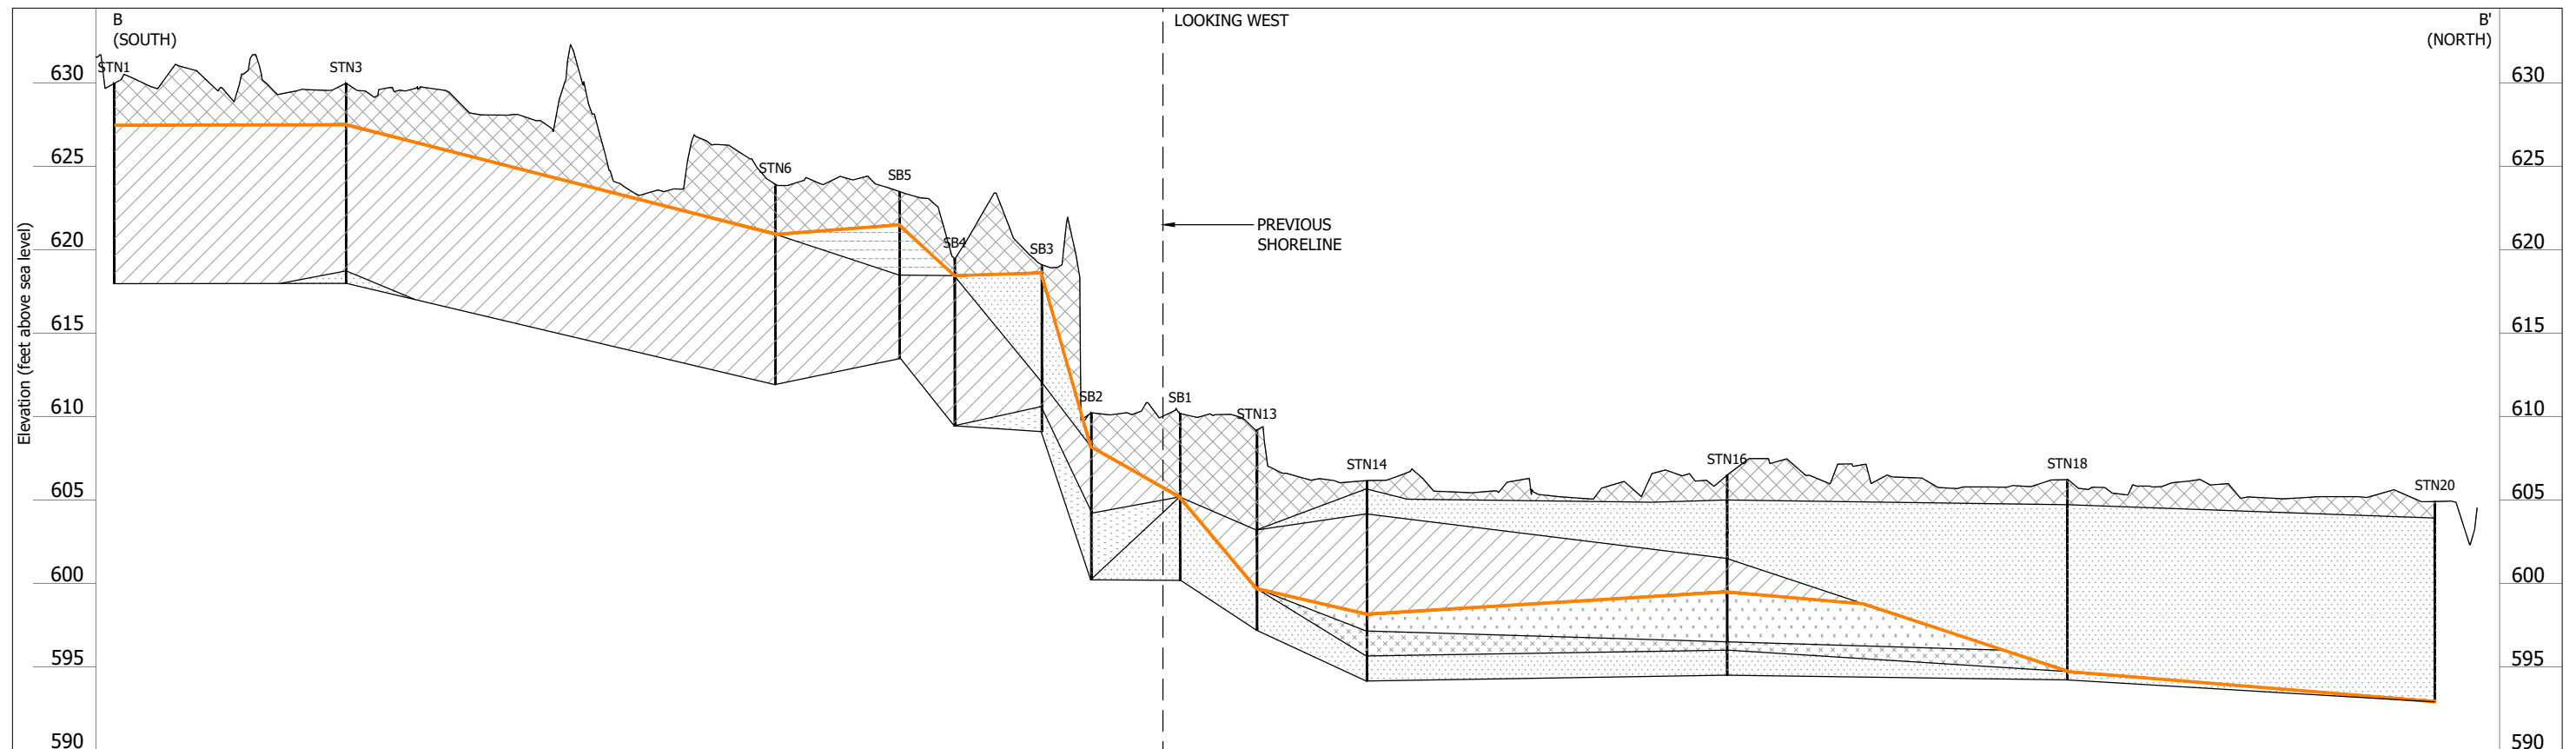 B
(SOUTH)
LOOKING WEST
B'
(NORTH)
STN1
STN3
STN6
SB5
SB4
SB3
SB2
SB1
STN13
STN14
STN16
STN18
STN20
PREVIOUS
SHORELINE
Elevation (feet above sea level)
630
625
620
615
610
605
600
595
590
630
625
620
615
610
605
600
595
590